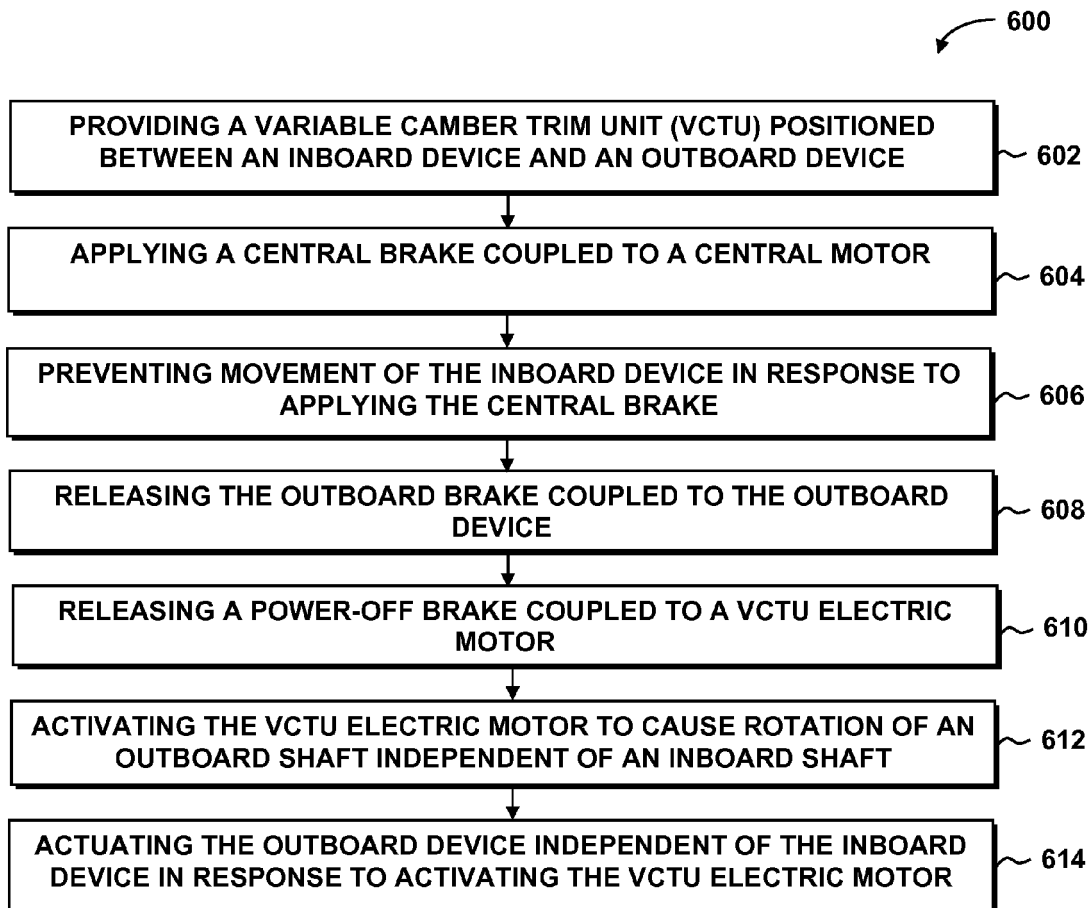 600
PROVIDING A VARIABLE CAMBER TRIM UNIT (VCTU) POSITIONED
BETWEEN AN INBOARD DEVICE AND AN OUTBOARD DEVICE
602
APPLYING A CENTRAL BRAKE COUPLED TO A CENTRAL MOTOR
604
PREVENTING MOVEMENT OF THE INBOARD DEVICE IN RESPONSE TO
APPLYING THE CENTRAL BRAKE
606
RELEASING THE OUTBOARD BRAKE COUPLED TO THE OUTBOARD
DEVICE
608
RELEASING A POWER-OFF BRAKE COUPLED TO A VCTU ELECTRIC
MOTOR
610
ACTIVATING THE VCTU ELECTRIC MOTOR TO CAUSE ROTATION OF AN
OUTBOARD SHAFT INDEPENDENT OF AN INBOARD SHAFT
612
ACTUATING THE OUTBOARD DEVICE INDEPENDENT OF THE INBOARD
DEVICE IN RESPONSE TO ACTIVATING THE VCTU ELECTRIC MOTOR
614